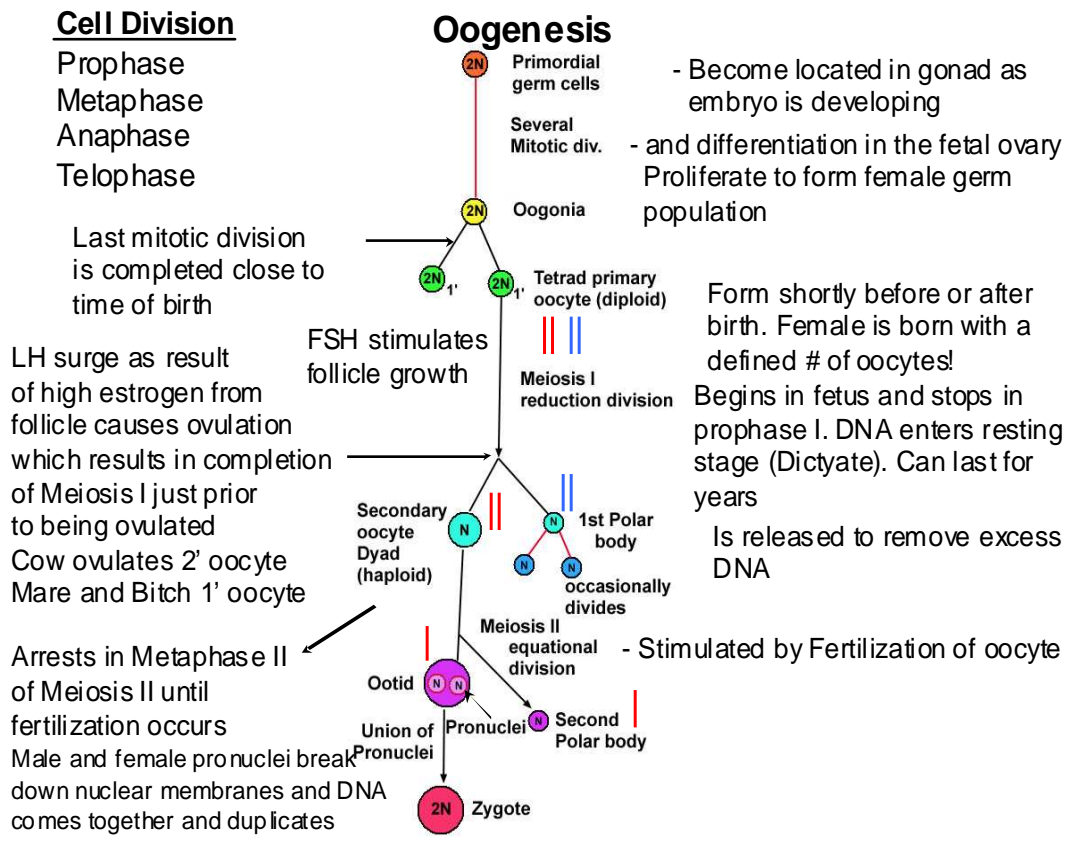 Cell Division
Prophase
Metaphase
Anaphase
Telophase
Oogenesis
2N
Primordial
germ cells
- Become located in gonad as
embryo is developing
Several
Mitotic div.
- and differentiation in the fetal ovary
Proliferate to form female germ
population
2N
Oogonia
Last mitotic division
is completed close to
time of birth
2N
1'
2N
1'
Tetrad primary
oocyte (diploid)
Form shortly before or after
birth. Female is born with a
defined # of oocytes!
FSH stimulates
follicle growth
Meiosis I
reduction division
Begins in fetus and stops in
prophase I. DNA enters resting
stage (Dictyate). Can last for
years
LH surge as result
of high estrogen from
follicle causes ovulation
which results in completion
of Meiosis I just prior
to being ovulated
Cow ovulates 2' oocyte
Mare and Bitch 1' oocyte
Secondary
oocyte
Dyad
(haploid)
N
N
1st Polar
body
N
N
occasionally
divides
Is released to remove excess
DNA
Meiosis II
equational
division
- Stimulated by Fertilization of oocyte
Arrests in Metaphase II
of Meiosis II until
fertilization occurs
Ootid
N
N
Pronuclei
N
Second
Polar body
Union of
Pronuclei
Male and female pronuclei break
down nuclear membranes and DNA
comes together and duplicates
2N
Zygote